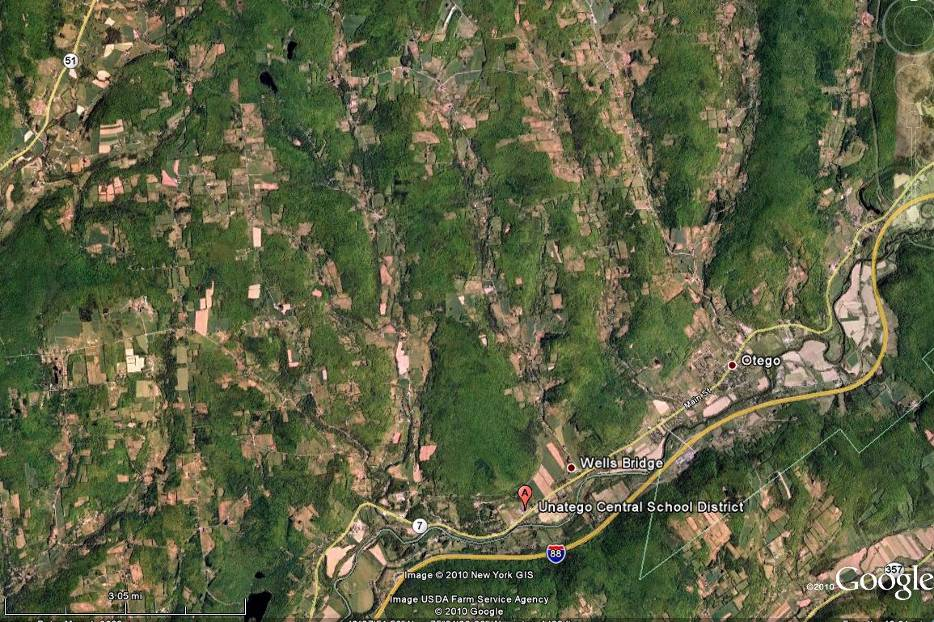 51
Otego
Main St
Wells Bridge
A
Unatego Central School District
7
88
357
Image © 2010 New York GIS
©2010 Google
3.05 mi
Image USDA Farm Service Agency
© 2010 Google